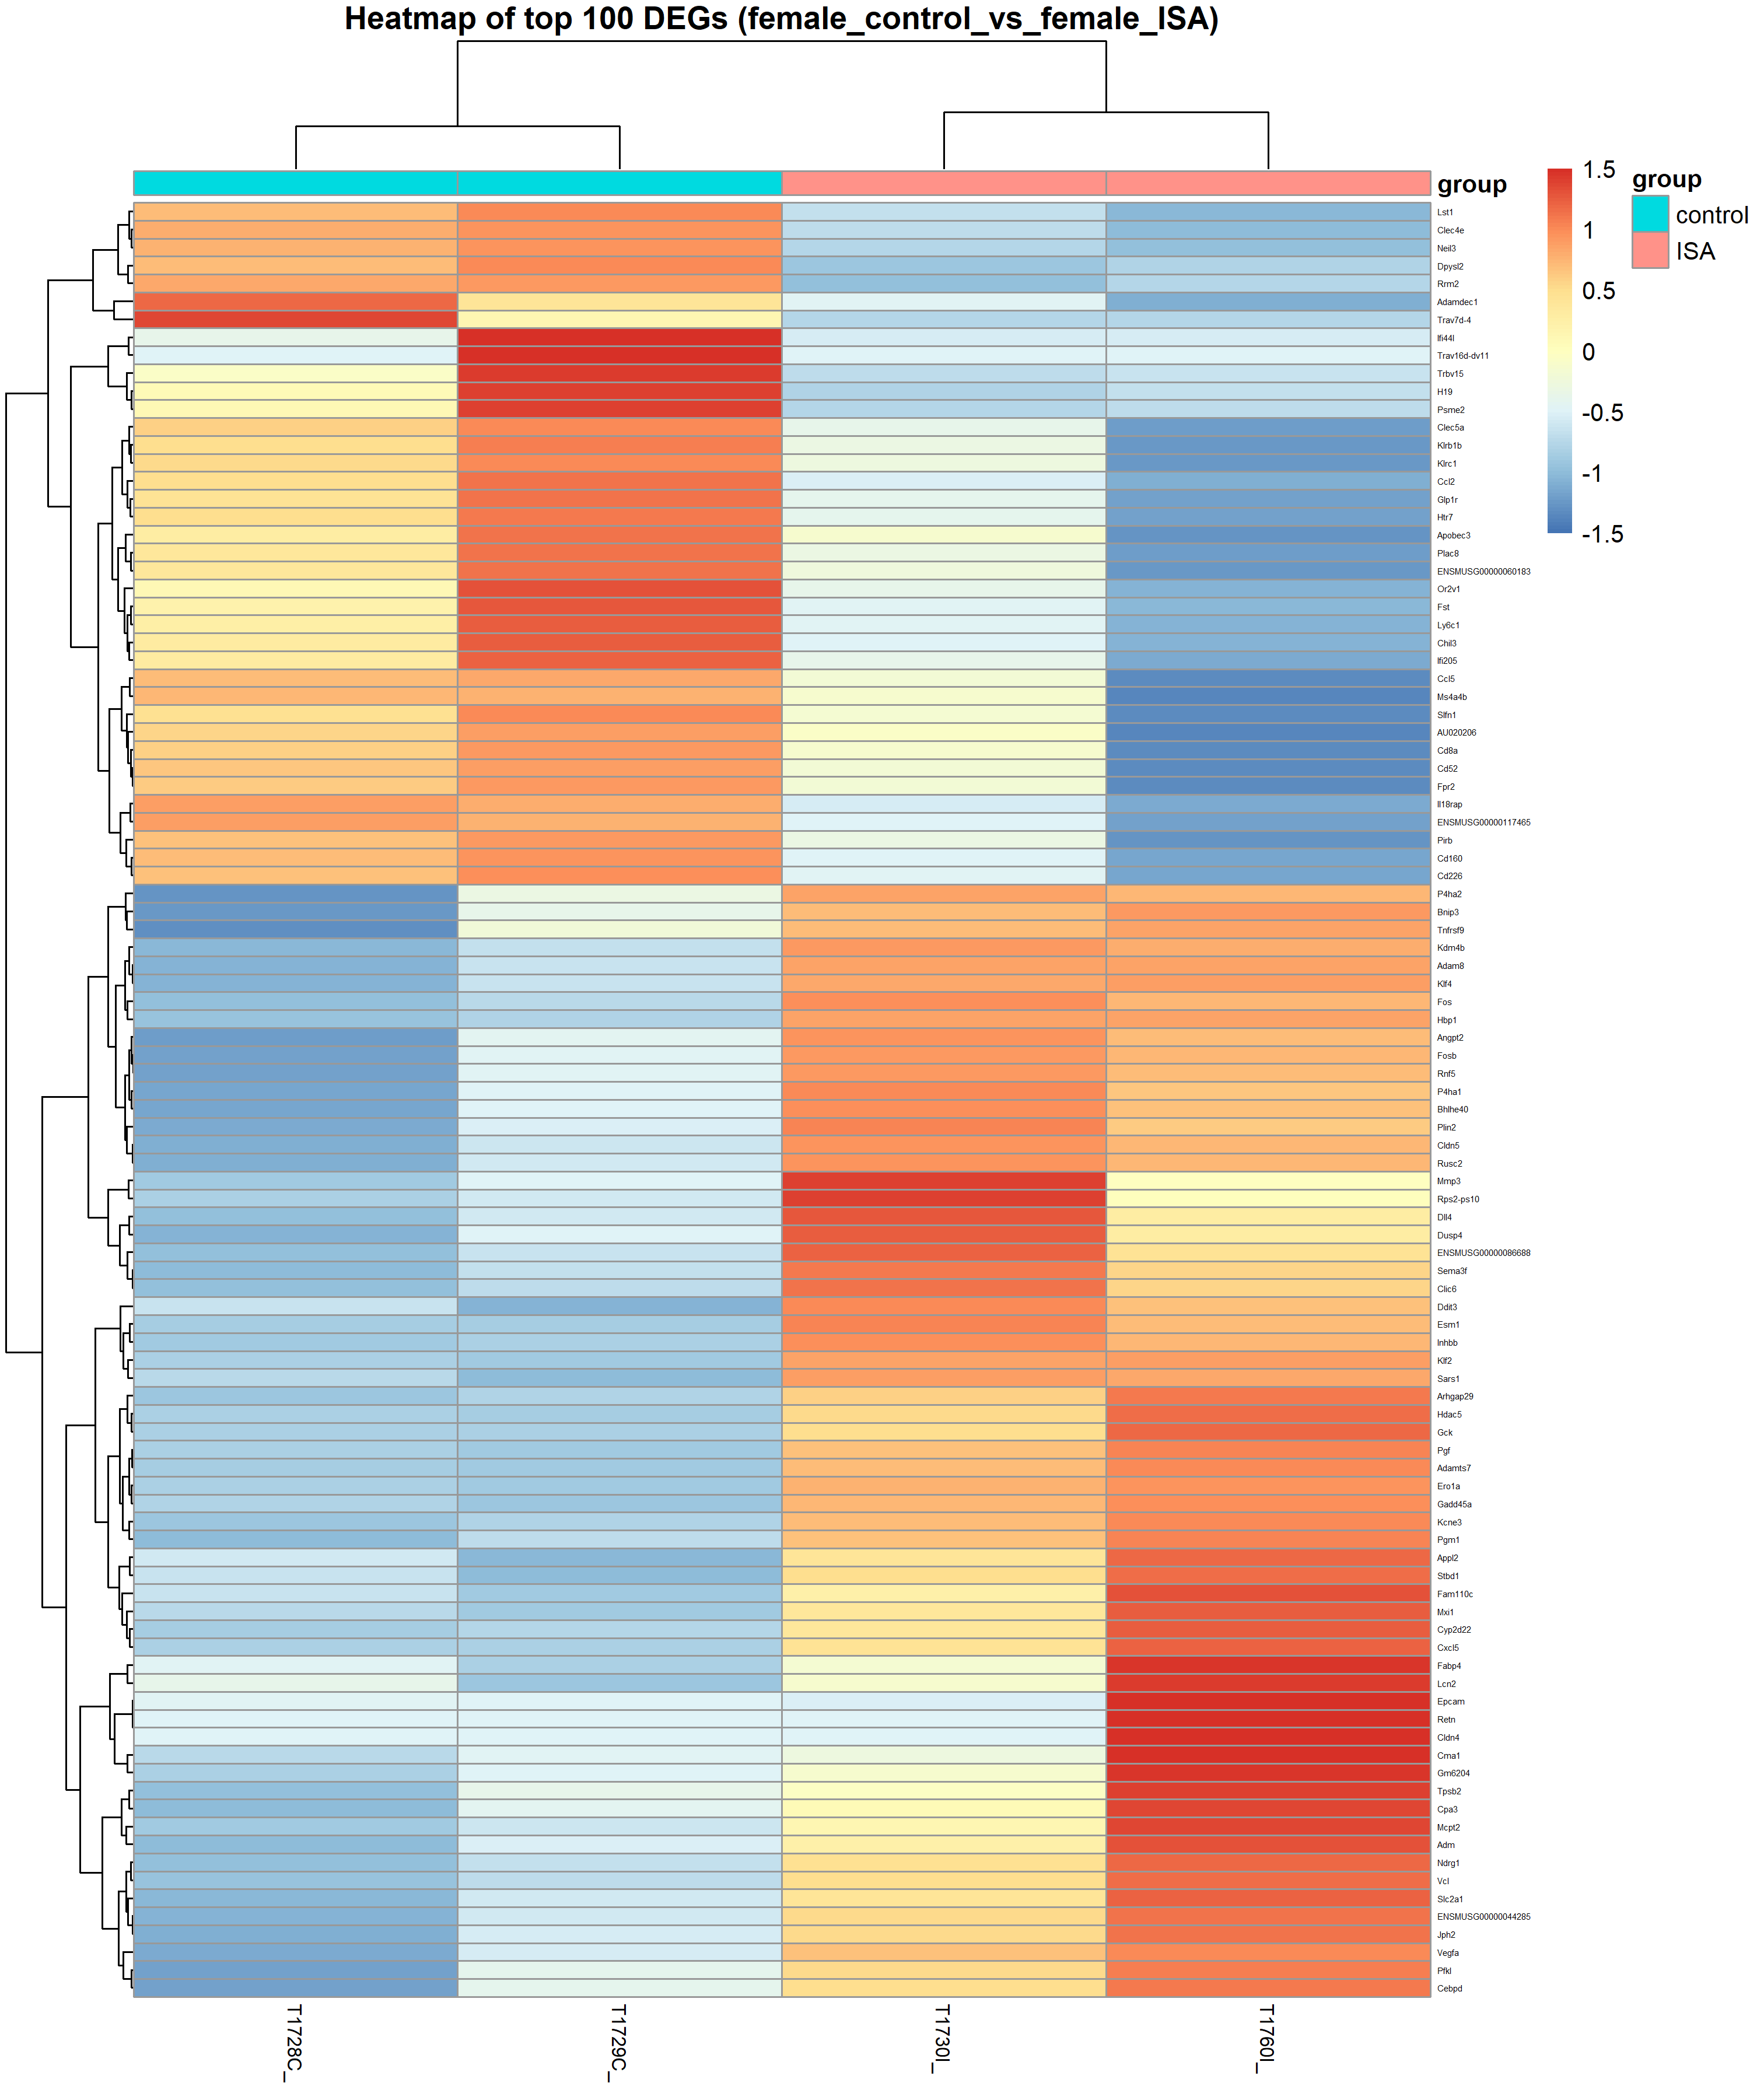 Heatmap of top 100 DEGs (female_control_vs_female_ISA)
group
1.5
1
0.5
0
-0.5
-1
-1.5
group
control
ISA
Lst1
Clec4e
Neil3
Dpysl2
Rrm2
Adamdec1
Trav7d-4
Ifi44l
Trav16d-dv11
Trbv15
H19
Psme2
Clec5a
Klrb1b
Klrc1
Ccl2
Glp1r
Htr7
Apobec3
Plac8
ENSMUSG00000060183
Or2v1
Fst
Ly6c1
Chil3
Ifi205
Ccl5
Ms4a4b
Slfn1
AU020206
Cd8a
Cd52
Fpr2
Il18rap
ENSMUSG00000117465
Pirb
Cd160
Cd226
P4ha2
Bnip3
Tnfrsf9
Kdm4b
Adam8
Klf4
Fos
Hbp1
Angpt2
Fosb
Rnf5
P4ha1
Bhlhe40
Plin2
Cldn5
Rusc2
Mmp3
Rps2-ps10
Dll4
Dusp4
ENSMUSG00000086688
Sema3f
Clic6
Ddit3
Esm1
Inhbb
Klf2
Sars1
Arhgap29
Hdac5
Gck
Pgf
Adamts7
Ero1a
Gadd45a
Kcne3
Pgm1
Appl2
Stbd1
Fam110c
Mxi1
Cyp2d22
Cxcl5
Fabp4
Lcn2
Epcam
Retn
Cldn4
Cma1
Gm6204
Tpsb2
Cpa3
Mcpt2
Adm
Ndrg1
Vcl
Slc2a1
ENSMUSG00000044285
Jph2
Vegfa
Pfkl
Cebpd
T1728C_
T1729C_
T1730I_
T1760I_